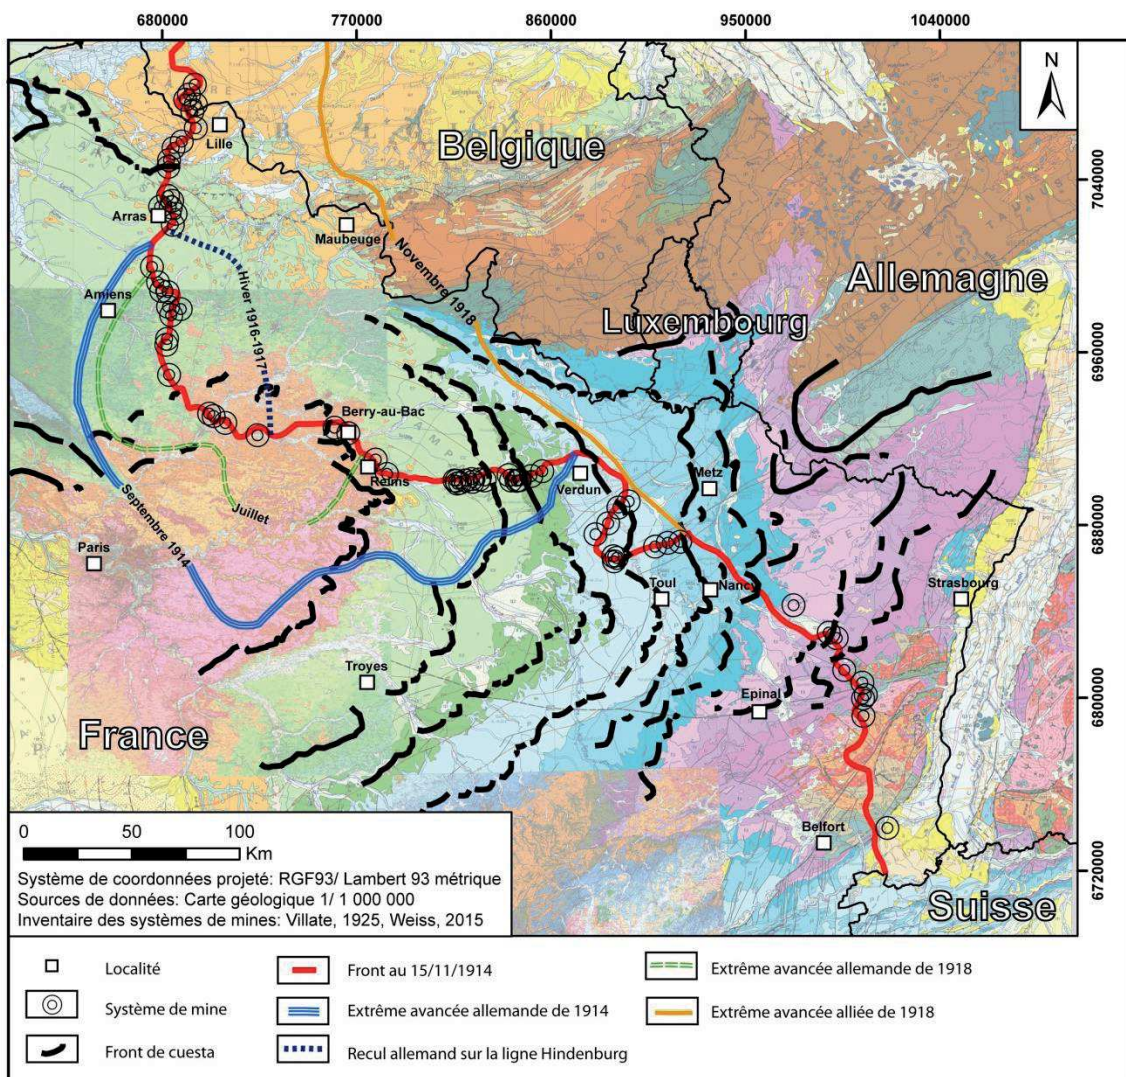 680000 770000 860000 950000 1040000
N
Belgique
Lille
7040000
Arras
Maubeuge
Novembre 1918
Allemagne
Amiens
Hiver 1916-1917
Luxembourg
6960000
Berry-au-Bac
Reims
Verdun
Metz
Septembre 1914
Juillet
6880000
Paris
Toul
Nancy
Strasbourg
Troyes
Epinal
6800000
France
Belfort
6720000
Suisse
0 50 100
Km
Système de coordonnées projeté: RGF93/ Lambert 93 métrique
Sources de données: Carte géologique 1/ 1 000 000
Inventaire des systèmes de mines: Villate, 1925, Weiss, 2015
Localité
Front au 15/11/1914
Extrême avancée allemande de 1918
Système de mine
Extrême avancée allemande de 1914
Extrême avancée alliée de 1918
Front de cuesta
Recul allemand sur la ligne Hindenburg